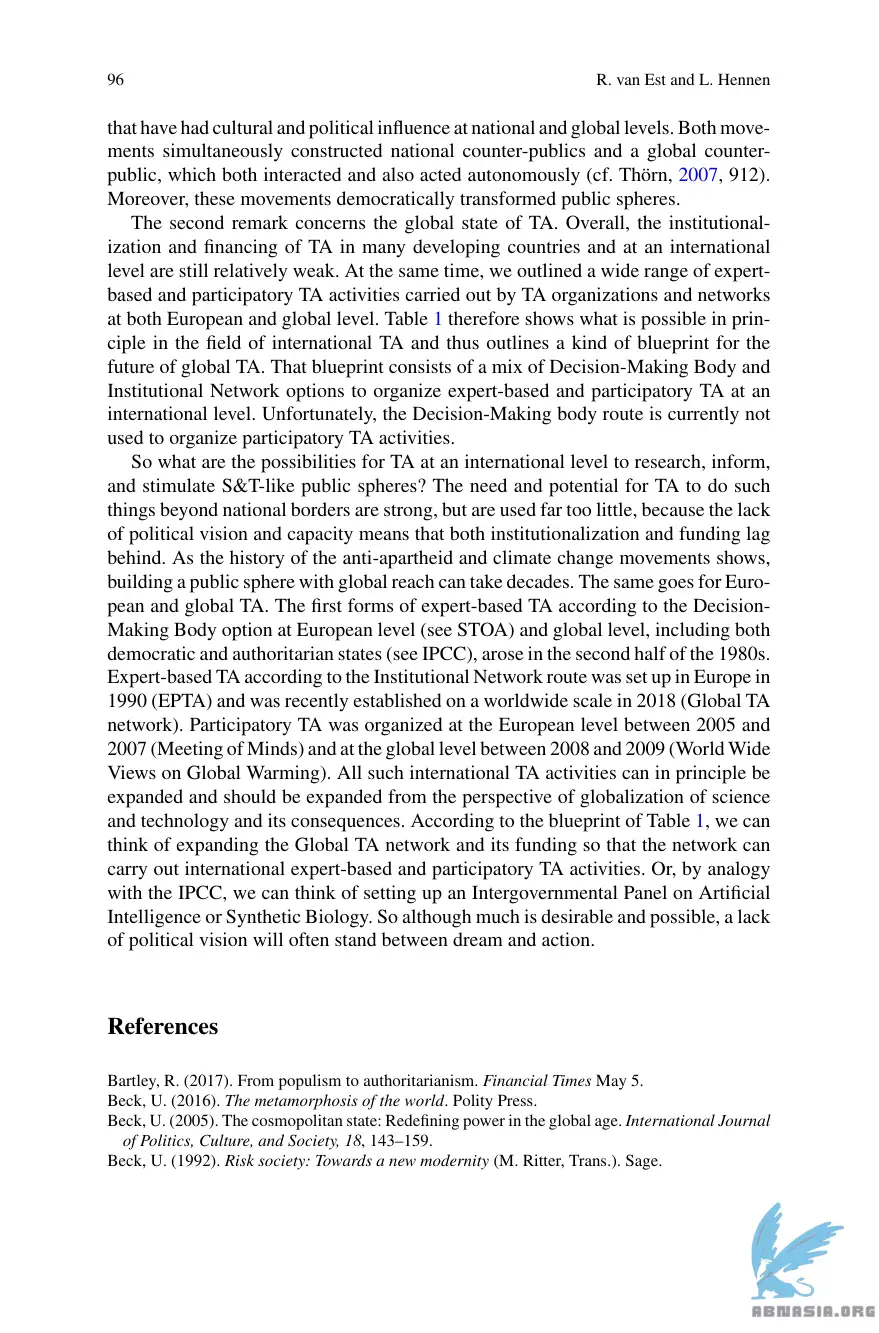 96
R. van Est and L. Hennen
that have had cultural and political influence at national and global levels. Both move-
ments simultaneously constructed national counter-publics and a global counter-
public, which both interacted and also acted autonomously (cf. Thörn, 2007, 912).
Moreover, these movements democratically transformed public spheres.
The second remark concerns the global state of TA. Overall, the institutional-
ization and financing of TA in many developing countries and at an international
level are still relatively weak. At the same time, we outlined a wide range of expert-
based and participatory TA activities carried out by TA organizations and networks
at both European and global level. Table 1 therefore shows what is possible in prin-
ciple in the field of international TA and thus outlines a kind of blueprint for the
future of global TA. That blueprint consists of a mix of Decision-Making Body and
Institutional Network options to organize expert-based and participatory TA at an
international level. Unfortunately, the Decision-Making body route is currently not
used to organize participatory TA activities.
So what are the possibilities for TA at an international level to research, inform,
and stimulate S&T-like public spheres? The need and potential for TA to do such
things beyond national borders are strong, but are used far too little, because the lack
of political vision and capacity means that both institutionalization and funding lag
behind. As the history of the anti-apartheid and climate change movements shows,
building a public sphere with global reach can take decades. The same goes for Euro-
pean and global TA. The first forms of expert-based TA according to the Decision-
Making Body option at European level (see STOA) and global level, including both
democratic and authoritarian states (see IPCC), arose in the second half of the 1980s.
Expert-based TA according to the Institutional Network route was set up in Europe in
1990 (EPTA) and was recently established on a worldwide scale in 2018 (Global TA
network). Participatory TA was organized at the European level between 2005 and
2007 (Meeting of Minds) and at the global level between 2008 and 2009 (World Wide
Views on Global Warming). All such international TA activities can in principle be
expanded and should be expanded from the perspective of globalization of science
and technology and its consequences. According to the blueprint of Table 1, we can
think of expanding the Global TA network and its funding so that the network can
carry out international expert-based and participatory TA activities. Or, by analogy
with the IPCC, we can think of setting up an Intergovernmental Panel on Artificial
Intelligence or Synthetic Biology. So although much is desirable and possible, a lack
of political vision will often stand between dream and action.
References
Bartley, R. (2017). From populism to authoritarianism. Financial Times May 5.
Beck, U. (2016). The metamorphosis of the world. Polity Press.
Beck, U. (2005). The cosmopolitan state: Redefining power in the global age. International Journal
of Politics, Culture, and Society, 18, 143–159.
Beck, U. (1992). Risk society: Towards a new modernity (M. Ritter, Trans.). Sage.
ABNASIA.ORG